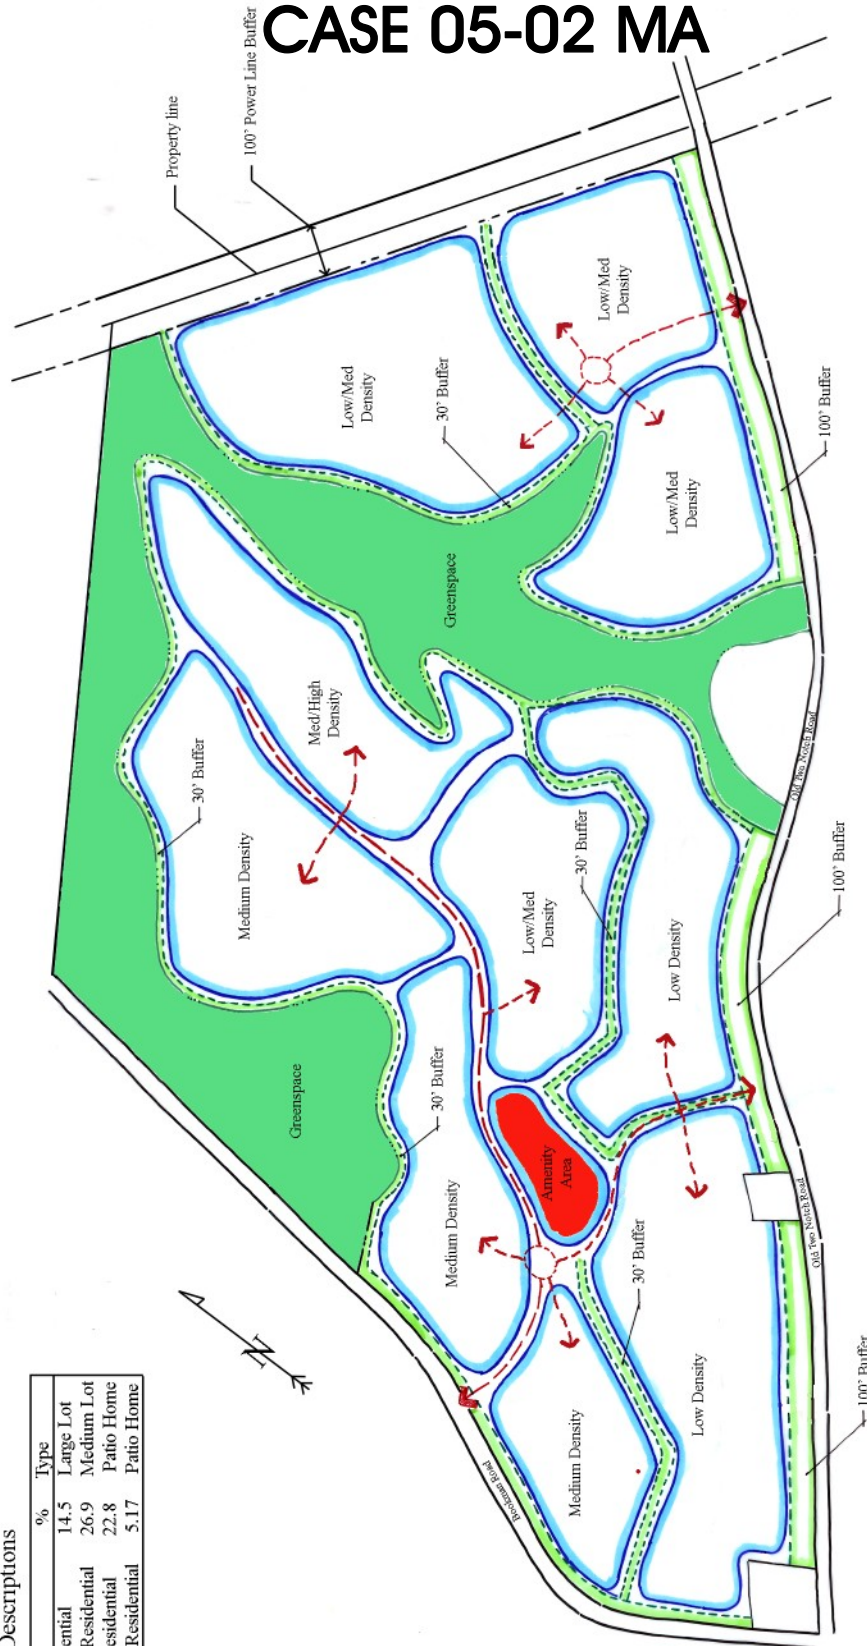 CASE 05-02 MA
100' Power Line Buffer
Property line
Low/Med
Density
Low/Med
Density
30' Buffer
100' Buffer
Low/Med
Density
Greenspace
Med/High
Density
30' Buffer
Old Two Notch Road
Medium Density
30' Buffer
100' Buffer
Low/Med
Density
Low Density
Greenspace
30' Buffer
Amenity
Area
Medium Density
Old Two Notch Road
30' Buffer
N
Low Density
100' Buffer
Medium Density
Bookman Road
Descriptions
% Type
ential 14.5 Large Lot
Residential 26.9 Medium Lot
esidential 22.8 Patio Home
Residential 5.17 Patio Home